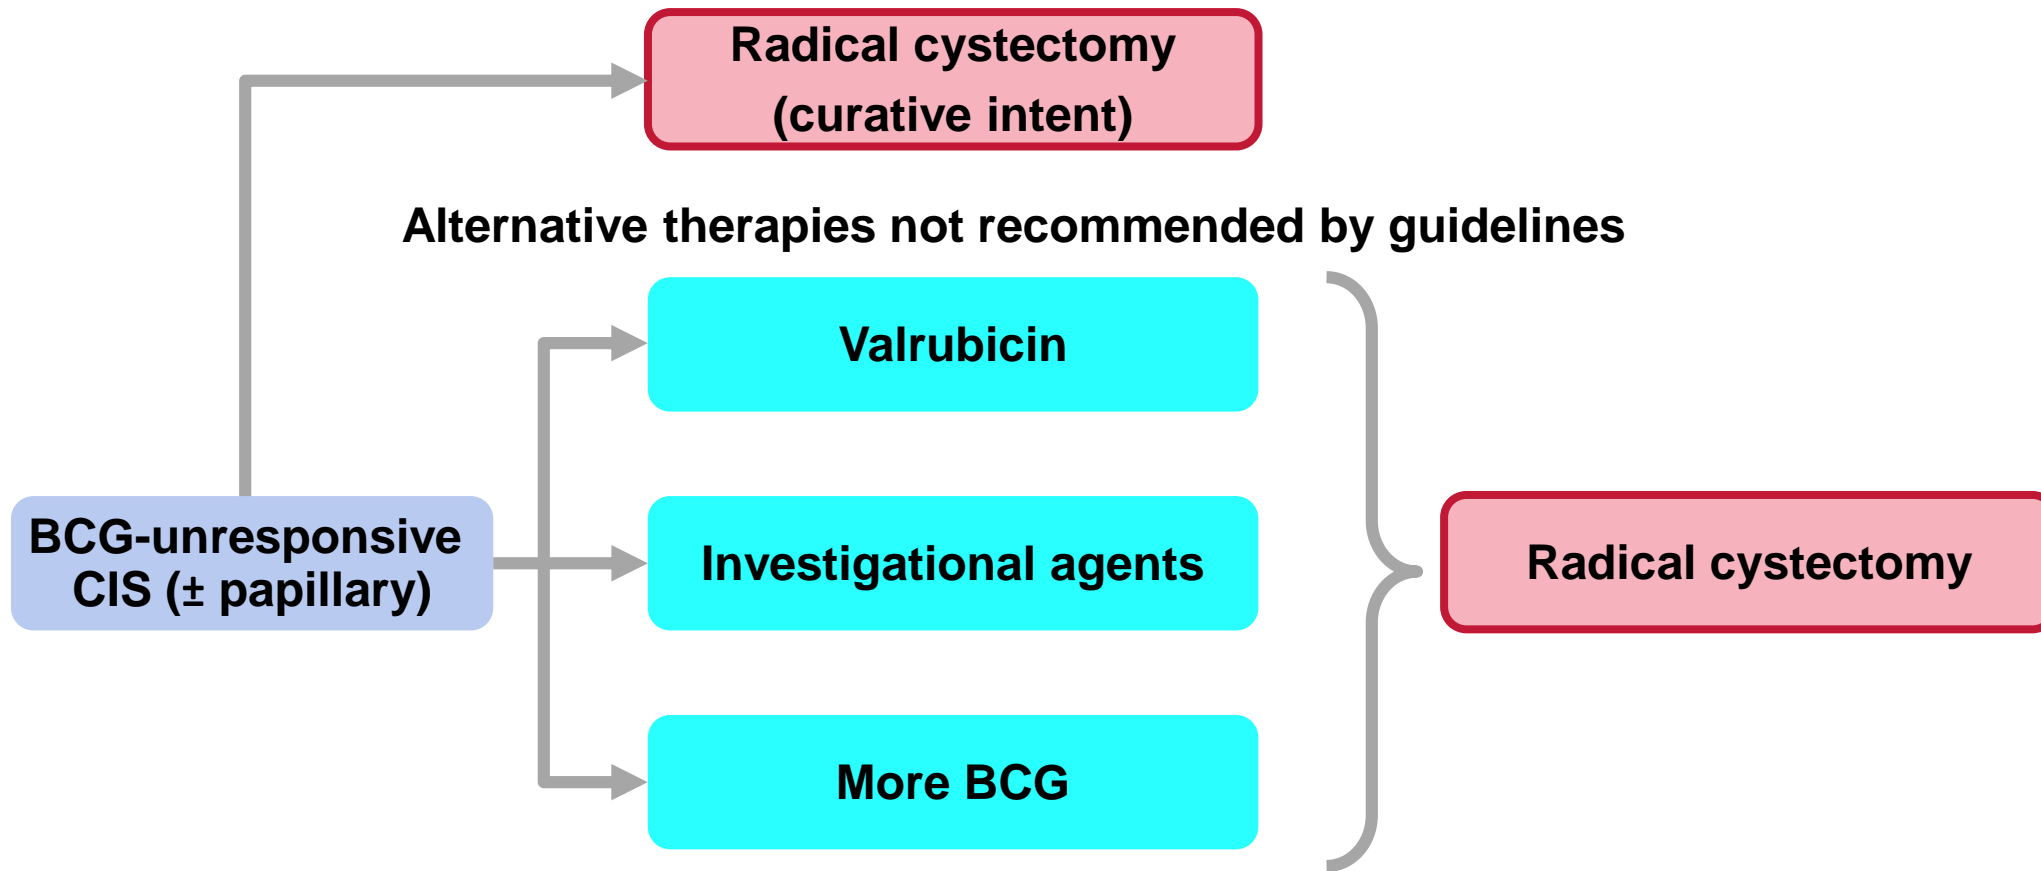 Radical cystectomy
(curative intent)
Alternative therapies not recommended by guidelines
Valrubicin
BCG-unresponsive
CIS (± papillary)
Investigational agents
Radical cystectomy
More BCG